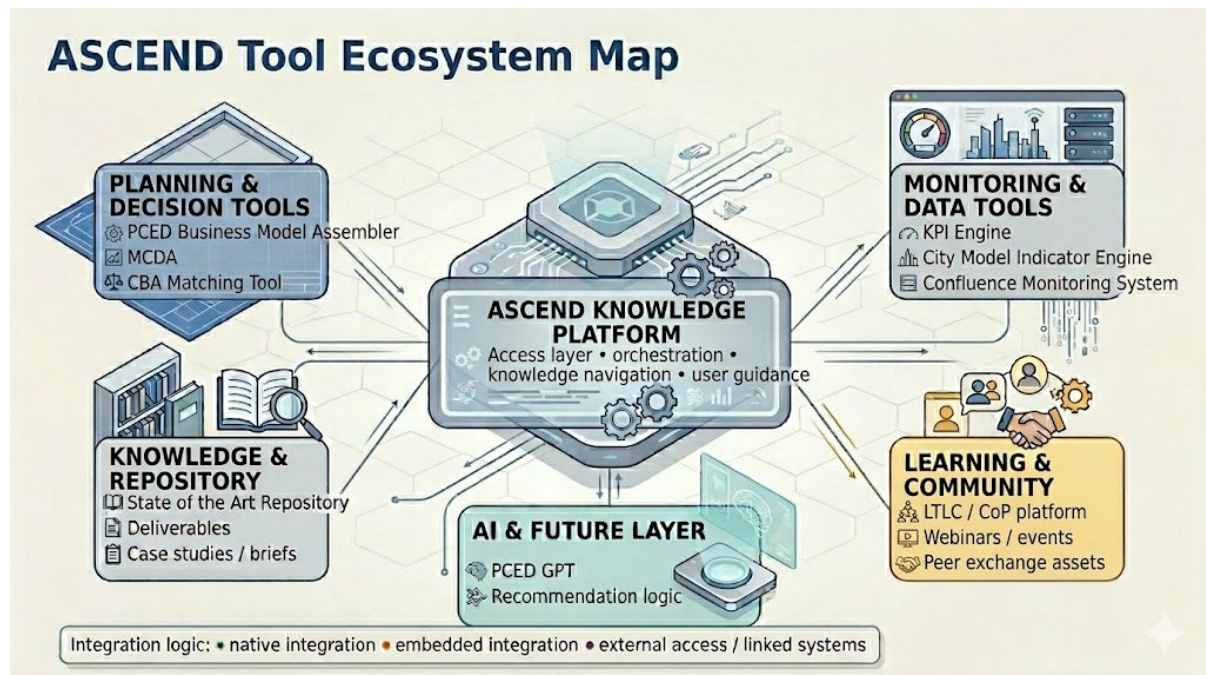 ASCEND Tool Ecosystem Map
PLANNING &
DECISION TOOLS
PCED Business Model Assembler
MCDA
CBA Matching Tool
MONITORING &
DATA TOOLS
KPI Engine
City Model Indicator Engine
Confluence Monitoring System
ASCEND KNOWLEDGE
PLATFORM
Access layer • orchestration •
knowledge navigation • user guidance
KNOWLEDGE &
REPOSITORY
State of the Art Repository
Deliverables
Case studies / briefs
AI & FUTURE LAYER
PCED GPT
Recommendation logic
LEARNING &
COMMUNITY
LTLC / CoP platform
Webinars / events
Peer exchange assets
Integration logic: • native integration • embedded integration • external access / linked systems